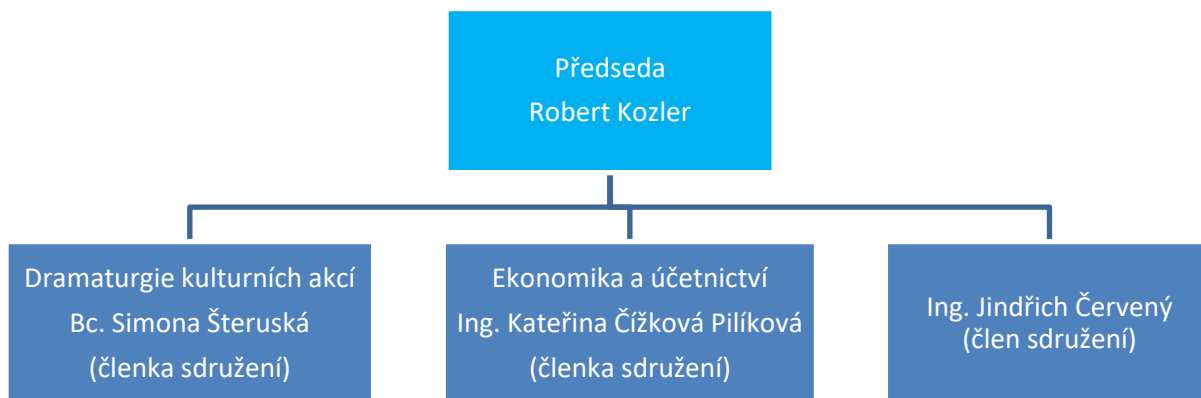 Předseda
Robert Kozler
Dramaturgie kulturních akcí
Bc. Simona Šteruská
(členka sdružení)
Ekonomika a účetnictví
Ing. Kateřina Čížková Pilíková
(členka sdružení)
Ing. Jindřich Červený
(člen sdružení)